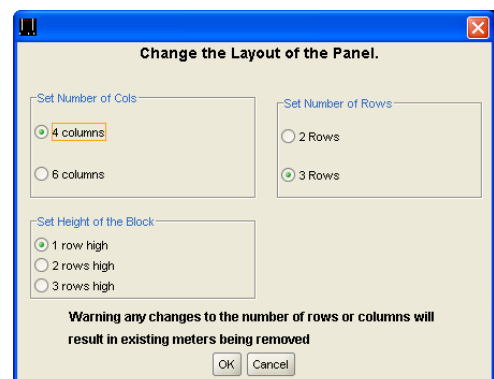 Change the Layout of the Panel.
Set Number of Cols
4 columns
6 columns
Set Number of Rows
2 Rows
3 Rows
Set Height of the Block
1 row high
2 rows high
3 rows high
Warning any changes to the number of rows or columns will
result in existing meters being removed
OK Cancel